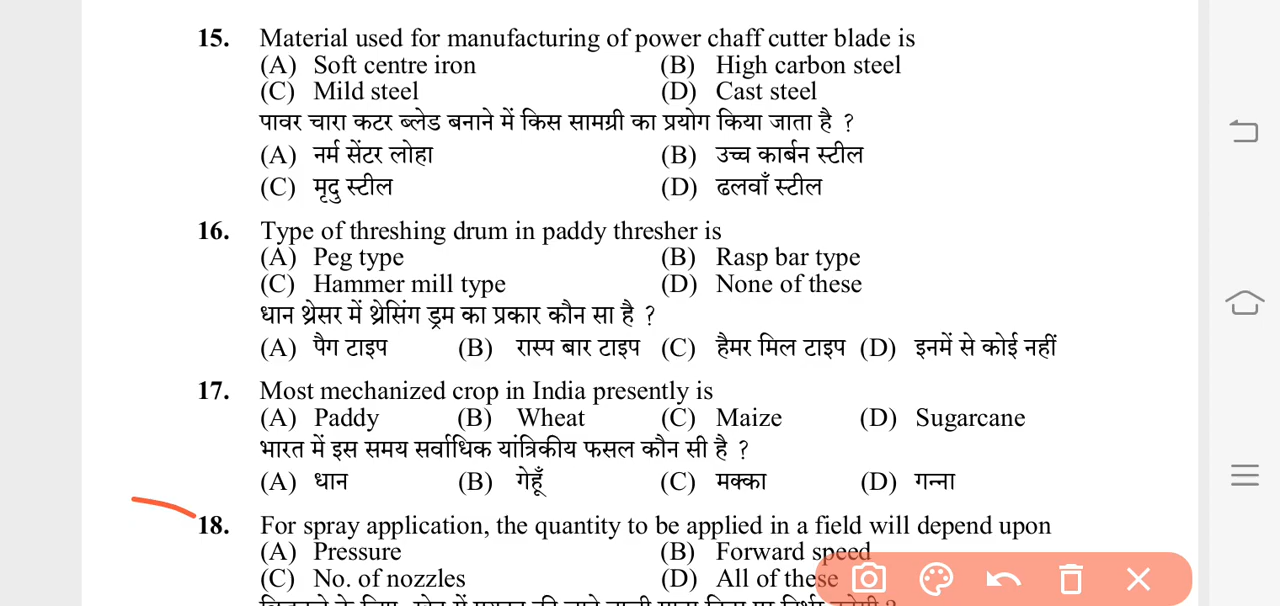 15. Material used for manufacturing of power chaff cutter blade is
(A) Soft centre iron (B) High carbon steel
(C) Mild steel (D) Cast steel
पावर चारा कटर ब्लेड बनाने में किस सामग्री का प्रयोग किया जाता है ?
(A) नर्म सेंटर लोहा (B) उच्च कार्बन स्टील
(C) मृदु स्टील (D) ढलवाँ स्टील
16. Type of threshing drum in paddy thresher is
(A) Peg type (B) Rasp bar type
(C) Hammer mill type (D) None of these
धान थ्रेसर में थ्रेसिंग ड्रम का प्रकार कौन सा है ?
(A) पैग टाइप (B) रास्प बार टाइप (C) हैमर मिल टाइप (D) इनमें से कोई नहीं
17. Most mechanized crop in India presently is
(A) Paddy (B) Wheat (C) Maize (D) Sugarcane
भारत में इस समय सर्वाधिक यांत्रिकीय फसल कौन सी है ?
(A) धान (B) गेहूँ (C) मक्का (D) गन्ना
18. For spray application, the quantity to be applied in a field will depend upon
(A) Pressure (B) Forward speed
(C) No. of nozzles (D) All of these